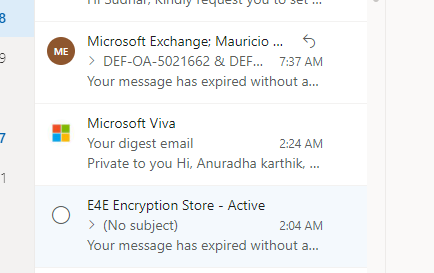 8
Hi Sudhar, Kindly request you to set ...
ME
Microsoft Exchange; Mauricio ...
9
> DEF-OA-5021662 & DEF... 7:37 AM
Your message has expired without a...
Microsoft Viva
7
Your digest email 2:24 AM
Private to you Hi, Anuradha karthik, ...
1
E4E Encryption Store - Active
> (No subject) 2:04 AM
Your message has expired without a...